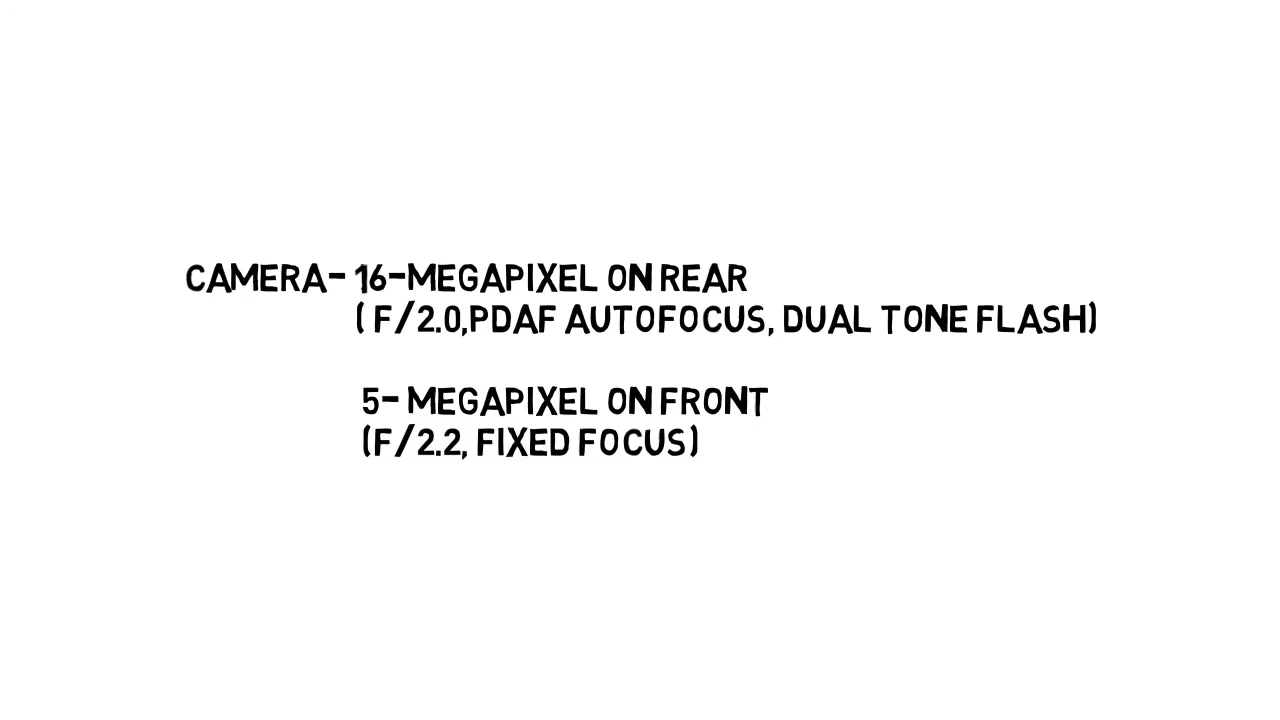 CAMERA- 16-MEGAPIXEL ON REAR
( F/2.0,PDAF AUTOFOCUS, DUAL TONE FLASH)
5- MEGAPIXEL ON FRONT
(F/2.2, FIXED FOCUS)